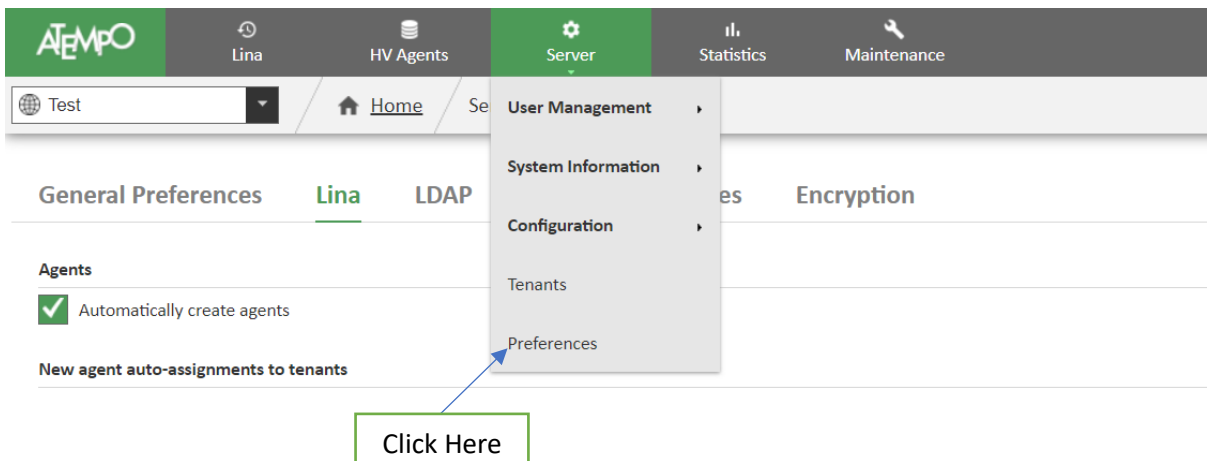 ATEMPO
Lina
HV Agents
Server
Statistics
Maintenance
Test
Home
Se
User Management
System Information
Configuration
Tenants
Preferences
General Preferences
Lina
LDAP
es
Encryption
Agents
Automatically create agents
New agent auto-assignments to tenants
Click Here